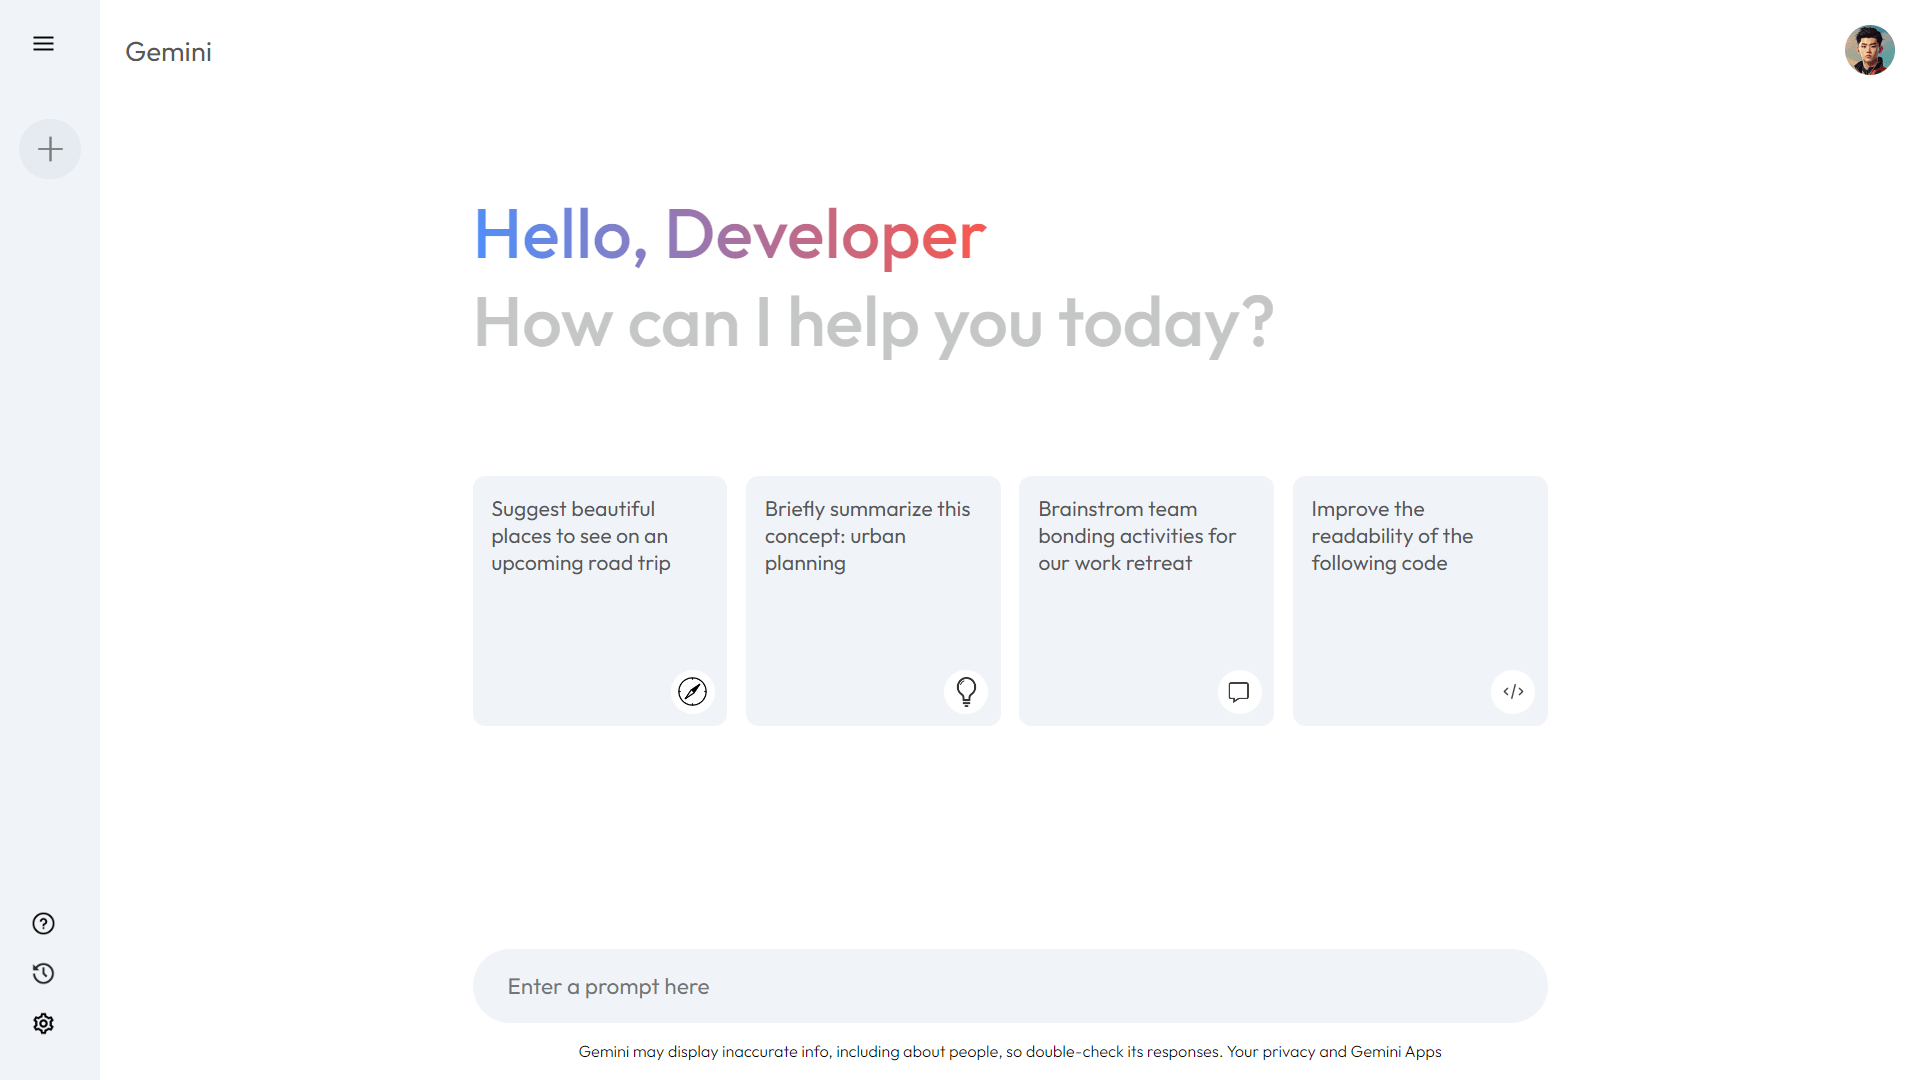 Gemini
Hello, Developer
How can I help you today?
Suggest beautiful
places to see on an
upcoming road trip
Briefly summarize this
concept: urban
planning
Brainstrom team
bonding activities for
our work retreat
Improve the
readability of the
following code
Enter a prompt here
Gemini may display inaccurate info, including about people, so double-check its responses. Your privacy and Gemini Apps